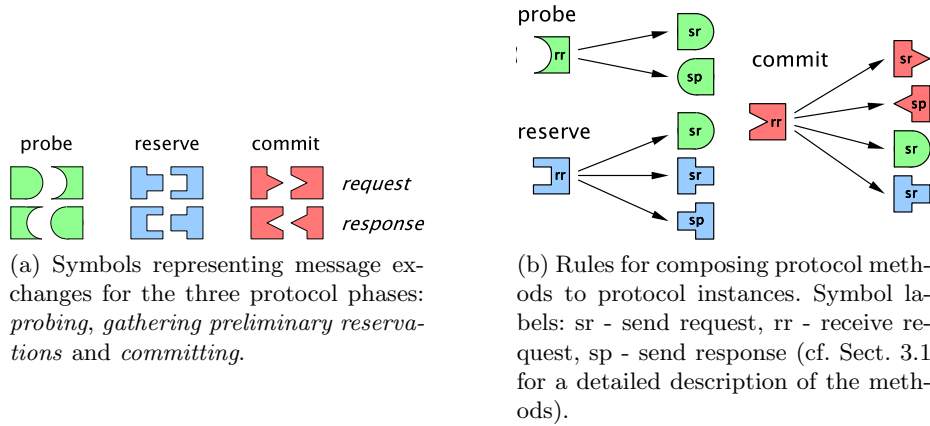 probe reserve commit
request
response
(a) Symbols representing message ex-
changes for the three protocol phases:
probing, gathering preliminary reserva-
tions and committing.
probe
rr
sr
sp
reserve
rr
sr
sr
sp
commit
rr
sr
sp
sr
sr
(b) Rules for composing protocol meth-
ods to protocol instances. Symbol la-
bels: sr - send request, rr - receive re-
quest, sp - send response (cf. Sect. 3.1
for a detailed description of the meth-
ods).